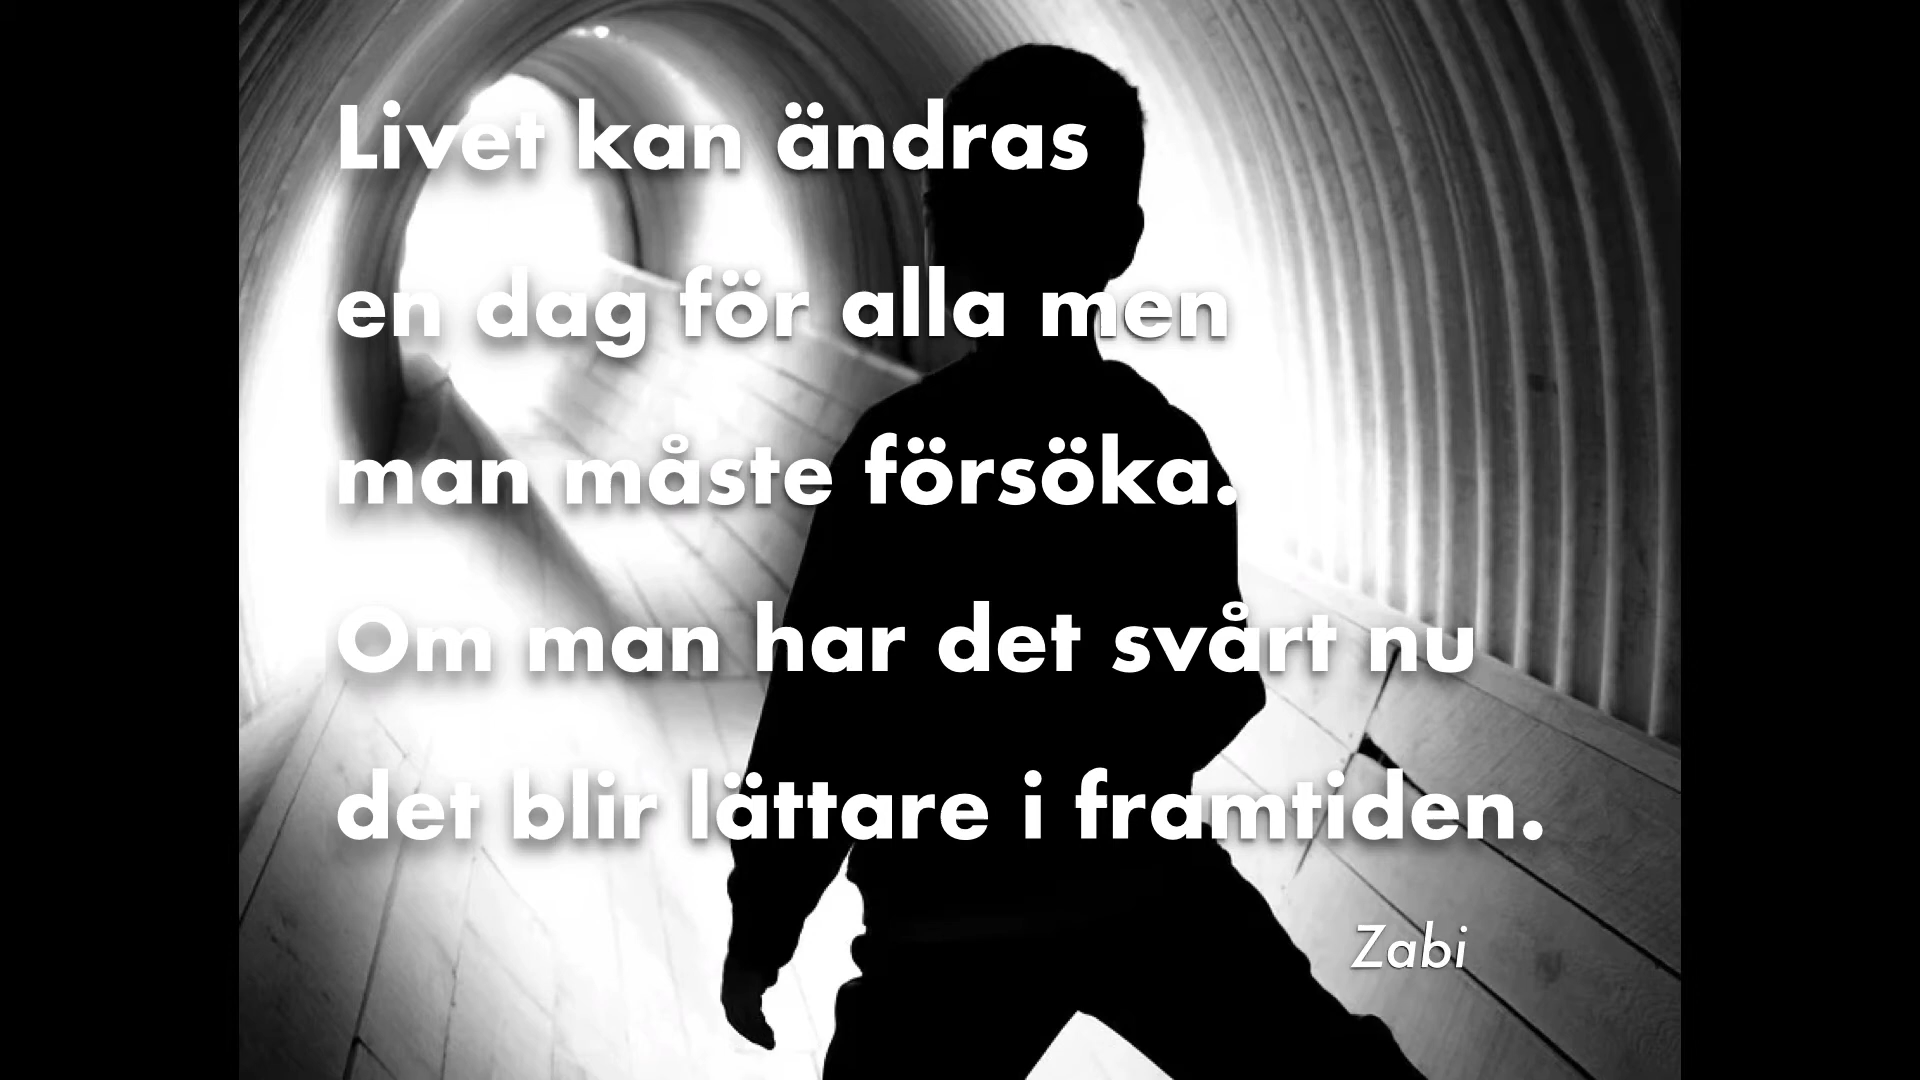 Livet kan ändras
en dag för alla men
man måste försöka.
Om man har det svårt nu
det blir lättare i framtiden.
Zabi